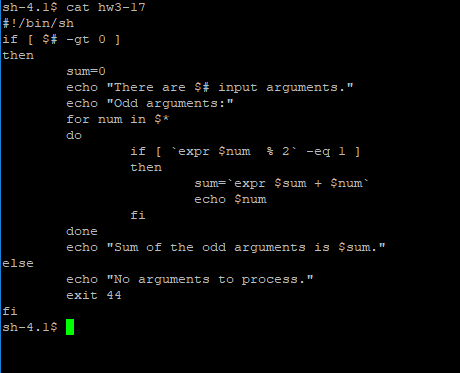 sh-4.1$ cat hw3-17
#!/bin/sh
if [ $# -gt 0 ]
then
        sum=0
        echo "There are $# input arguments."
        echo "Odd arguments:"
        for num in $*
        do
                if [ `expr $num  % 2` -eq 1 ]
                then
                        sum=`expr $sum + $num`
                        echo $num
                fi
        done
        echo "Sum of the odd arguments is $sum."
else
        echo "No arguments to process."
        exit 44
fi
sh-4.1$